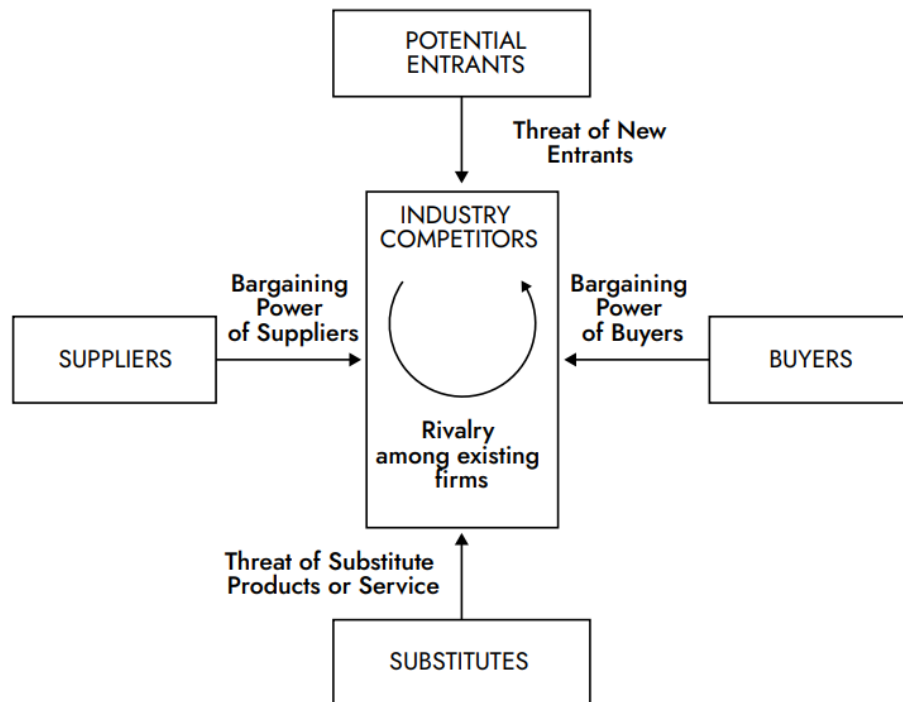 POTENTIAL
ENTRANTS
Threat of New
Entrants
INDUSTRY
COMPETITORS
Bargaining
Power
of Suppliers
Bargaining
Power
of Buyers
SUPPLIERS
BUYERS
Rivalry
among existing
firms
Threat of Substitute
Products or Service
SUBSTITUTES